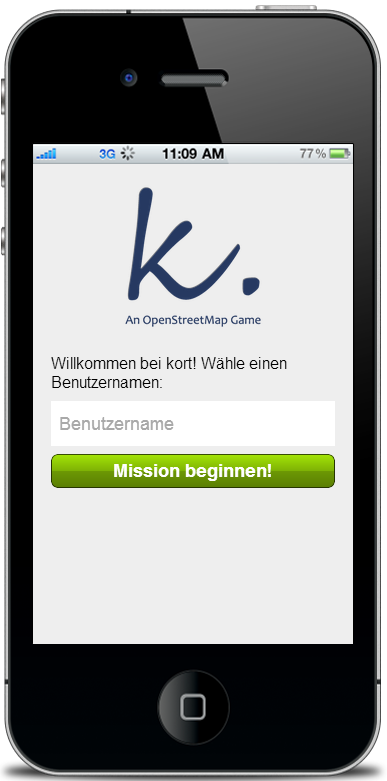 3G 11:09 AM 77%
k.
An OpenStreetMap Game
Willkommen bei kort! Wähle einen
Benutzernamen:
Benutzername
Mission beginnen!